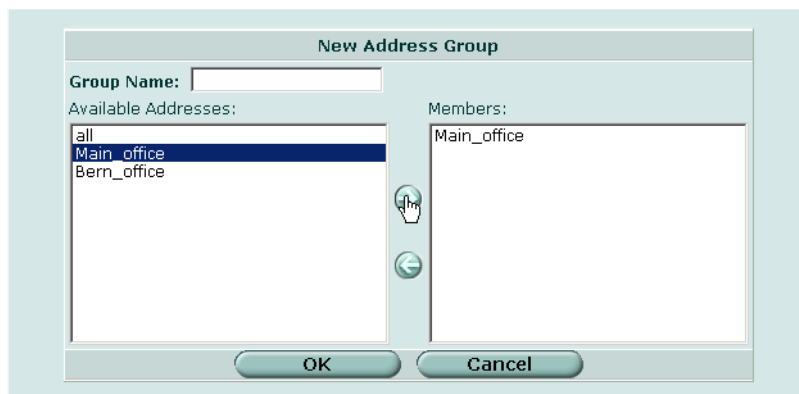 New Address Group
Group Name:
Available Addresses:
Members:
all
Main_office
Bern_office
Main_office
OK
Cancel